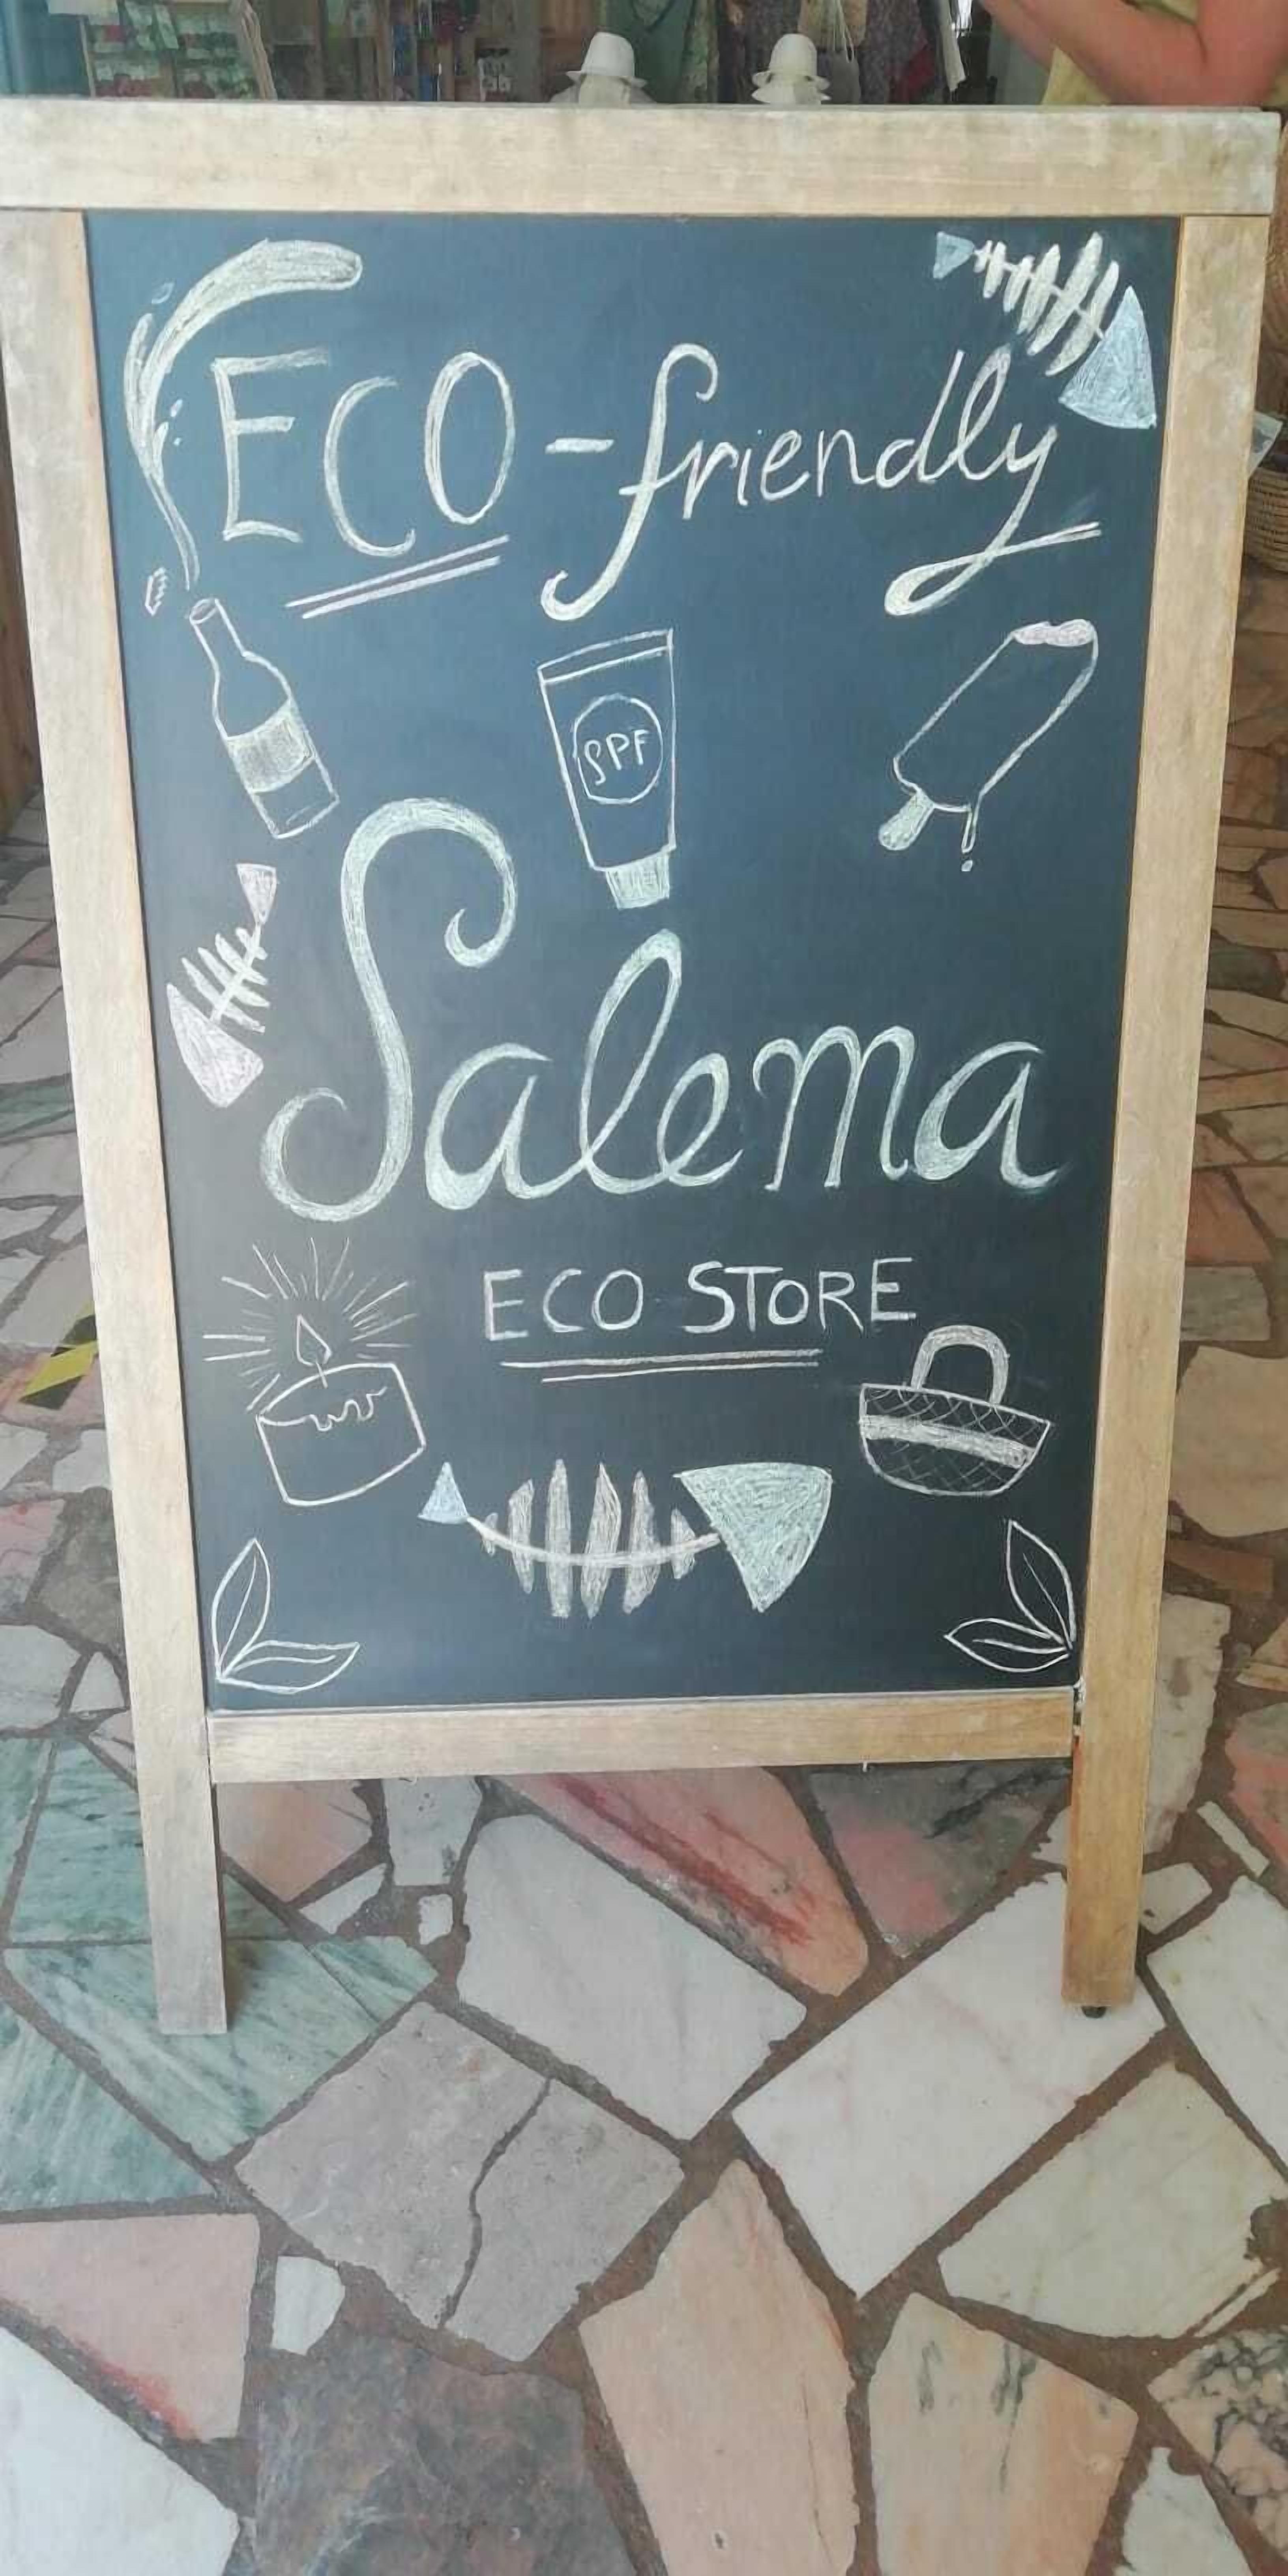 ECO-friendly
SPF
Salema
ECO STORE